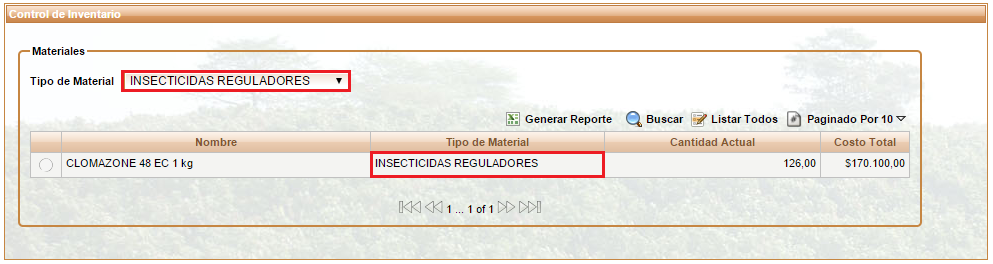 Control de Inventario
Materiales
Tipo de Material INSECTICIDAS REGULADORES
Generar Reporte Buscar Listar Todos Paginado Por 10
Nombre Tipo de Material Cantidad Actual Costo Total
CLOMAZONE 48 EC 1 kg INSECTICIDAS REGULADORES 126,00 $170.100,00
1 ... 1 of 1